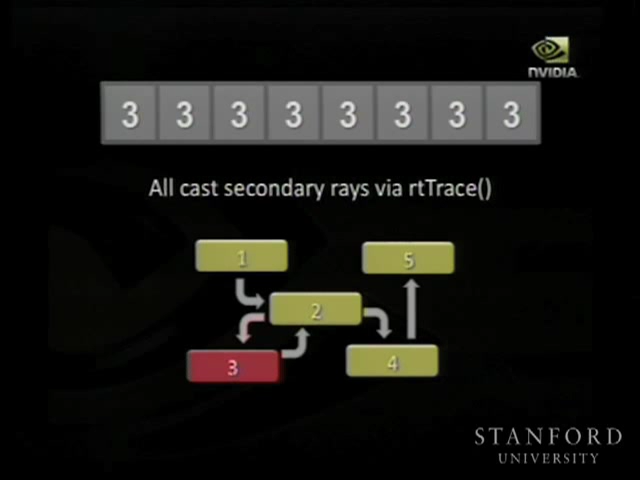 NVIDIA
3 3 3 3 3 3 3 3
All cast secondary rays via rtTrace()
1
5
2
3
4
STANFORD
UNIVERSITY